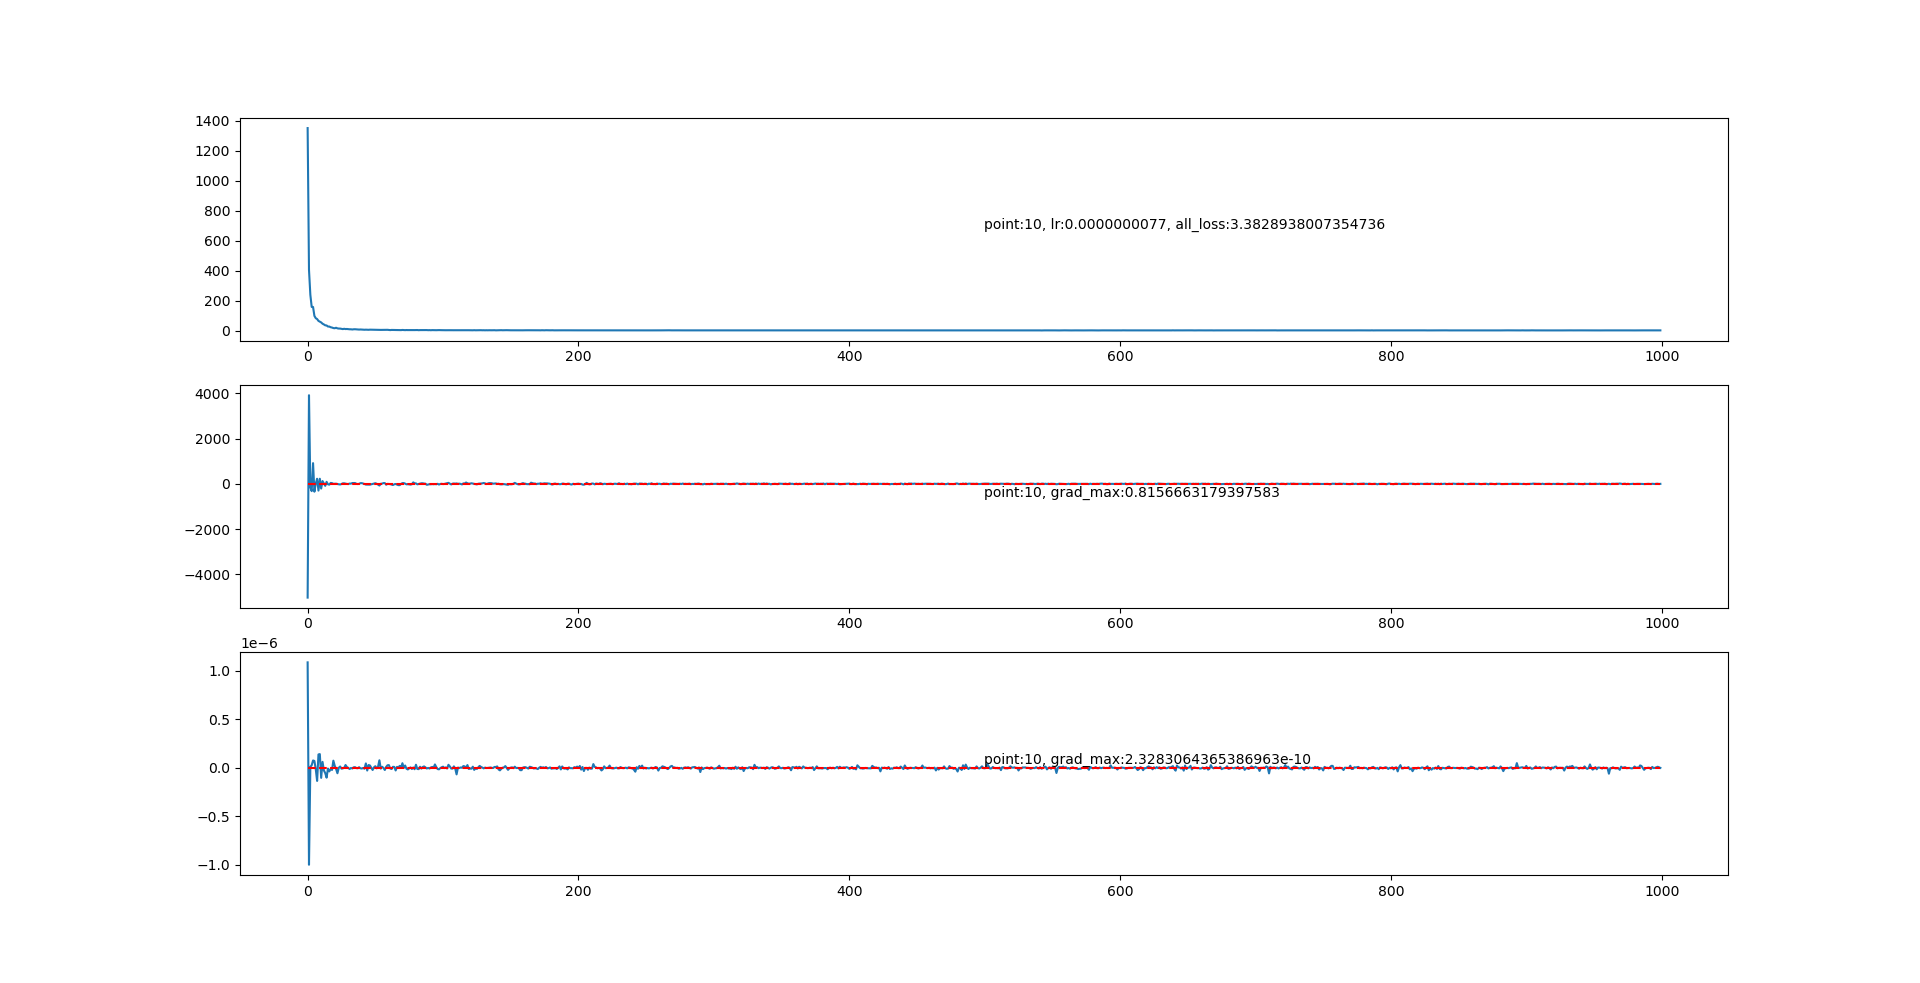 1400
1200
1000
800
600
400
200
0
point:10, lr:0.0000000077, all_loss:3.3828938007354736
0 200 400 600 800 1000
4000
2000
0
−2000
−4000
point:10, grad_max:0.8156663179397583
0 200 400 600 800 1000
1e−6
1.0
0.5
0.0
−0.5
−1.0
point:10, grad_max:2.3283064365386963e-10
0 200 400 600 800 1000